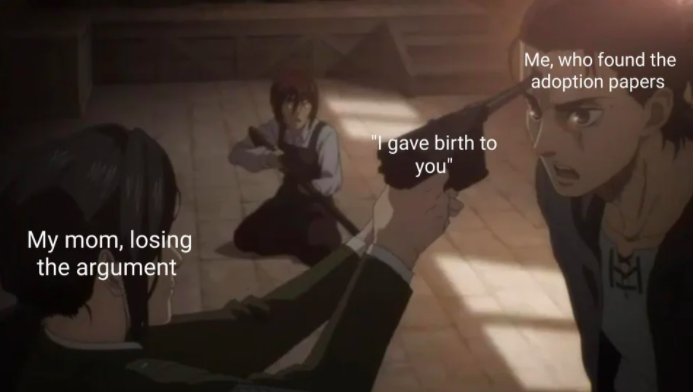 Me, who found the
adoption papers
"I gave birth to
you"
My mom, losing
the argument